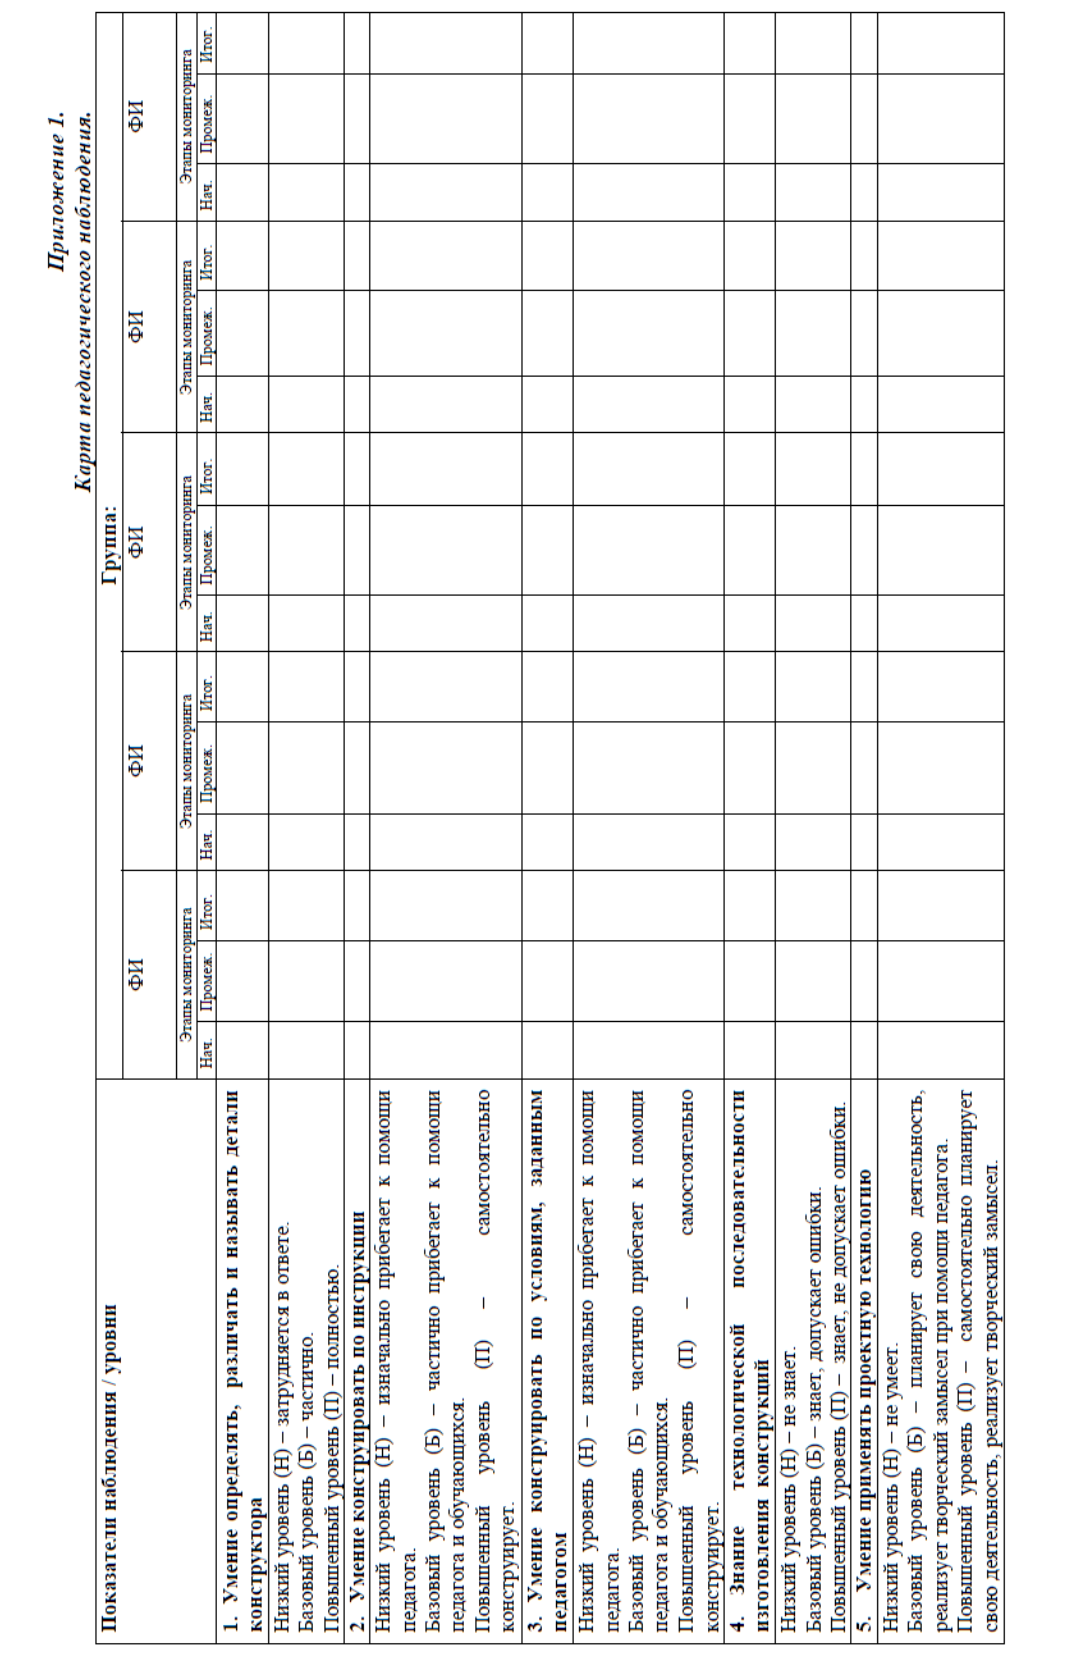 Приложение 1.
Карта педагогического наблюдения.
Показатели наблюдения / уровни
Группа:
ФИ ФИ ФИ ФИ ФИ
Этапы мониторинга Этапы мониторинга Этапы мониторинга Этапы мониторинга Этапы мониторинга
Нач. Промеж. Итог. Нач. Промеж. Итог. Нач. Промеж. Итог. Нач. Промеж. Итог. Нач. Промеж. Итог.
1. Умение определять, различать и называть детали
конструктора
Низкий уровень (Н) – затрудняется в ответе.
Базовый уровень (Б) – частично.
Повышенный уровень (П) – полностью.
2. Умение конструировать по инструкции
Низкий уровень (Н) – изначально прибегает к помощи
педагога.
Базовый уровень (Б) – частично прибегает к помощи
педагога и обучающихся.
Повышенный уровень (П) – самостоятельно
конструирует.
3. Умение конструировать по условиям, заданным
педагогом
Низкий уровень (Н) – изначально прибегает к помощи
педагога.
Базовый уровень (Б) – частично прибегает к помощи
педагога и обучающихся.
Повышенный уровень (П) – самостоятельно
конструирует.
4. Знание технологической последовательности
изготовления конструкций
Низкий уровень (Н) – не знает.
Базовый уровень (Б) – знает, допускает ошибки.
Повышенный уровень (П) – знает, не допускает ошибки.
5. Умение применять проектную технологию
Низкий уровень (Н) – не умеет.
Базовый уровень (Б) – планирует свою деятельность,
реализует творческий замысел при помощи педагога.
Повышенный уровень (П) – самостоятельно планирует
свою деятельность, реализует творческий замысел.